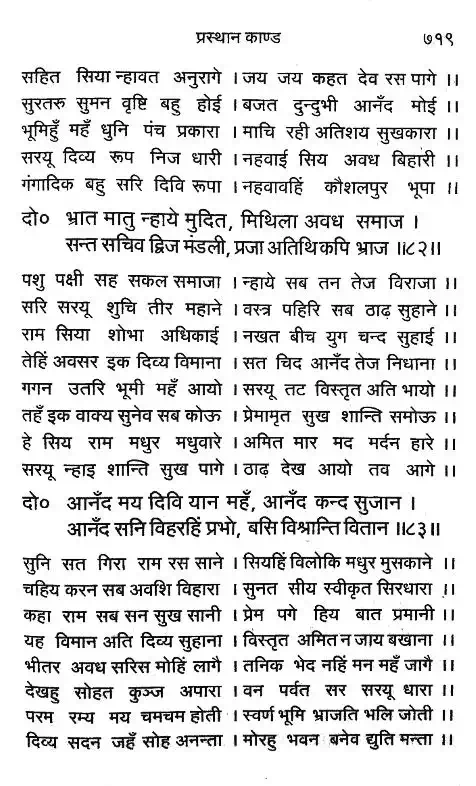 प्रस्थान काण्ड ७१९
सहित सिया न्हावत अनुरागे । जय जय कहत देव रस पागे ।।
सुरतरु सुमन वृष्टि बहु होई । बजत दुन्दुभी आनँद मोई ।।
भूमिहुँ महँ धुनि पंच प्रकारा । माचि रही अतिशय सुखकारा ।।
सरयू दिव्य रूप निज धारी । नहवाई सिय अवध बिहारी ।।
गंगादिक बहु सरि दिवि रूपा । नहवावहिं कौशलपुर भूपा ।।
दो० भ्रात मातु न्हाये मुदित, मिथिला अवध समाज ।
सन्त सचिव द्विज मंडली, प्रजा अतिथि कपि भ्राज ।।८२।।
पशु पक्षी सह सकल समाजा । न्हाये सब तन तेज विराजा ।।
सरि सरयू शुचि तीर महाने । वस्त्र पहिरि सब ठाढ़ सुहाने ।।
राम सिया शोभा अधिकाई । नखत बीच युग चन्द सुहाई ।।
तेहिं अवसर इक दिव्य विमाना । सत चिद आनँद तेज निधाना ।।
गगन उतरि भूमी महँ आयो । सरयू तट विस्तृत अति भायो ।।
तहँ इक वाक्य सुनेव सब कोऊ । प्रेमामृत सुख शान्ति समोऊ ।।
हे सिय राम मधुर मधुवारे । अमित मार मद मर्दन हारे ।।
सरयू न्हाइ शान्ति सुख पागे । ठाढ़ देख आयो तव आगे ।।
दो० आनँद मय दिवि यान महँ, आनँद कन्द सुजान ।
आनँद सनि विहरहिं प्रभो, बसि विश्रान्ति वितान ।।८३।।
सुनि सत गिरा राम रस साने । सियहिं विलोकि मधुर मुसकाने ।।
चहिय करन सब अवशि विहारा । सुनत सीय स्वीकृत सिरधारा ।।
कहा राम सब सन सुख सानी । प्रेम पगे हिय बात प्रमानी ।।
यह विमान अति दिव्य सुहाना । विस्तृत अमित न जाय बखाना ।।
भीतर अवध सरिस मोहिं लागै । तनिक भेद नहिं मन महँ जागै ।।
देखहु सोहत कुञ्ज अपारा । वन पर्वत सर सरयू धारा ।।
परम रम्य मय चमचम होती । स्वर्ण भूमि भ्राजति भलि जोती ।।
दिव्य सदन जहँ सोह अनन्ता । मोरहु भवन बनेव द्युति मन्ता ।।